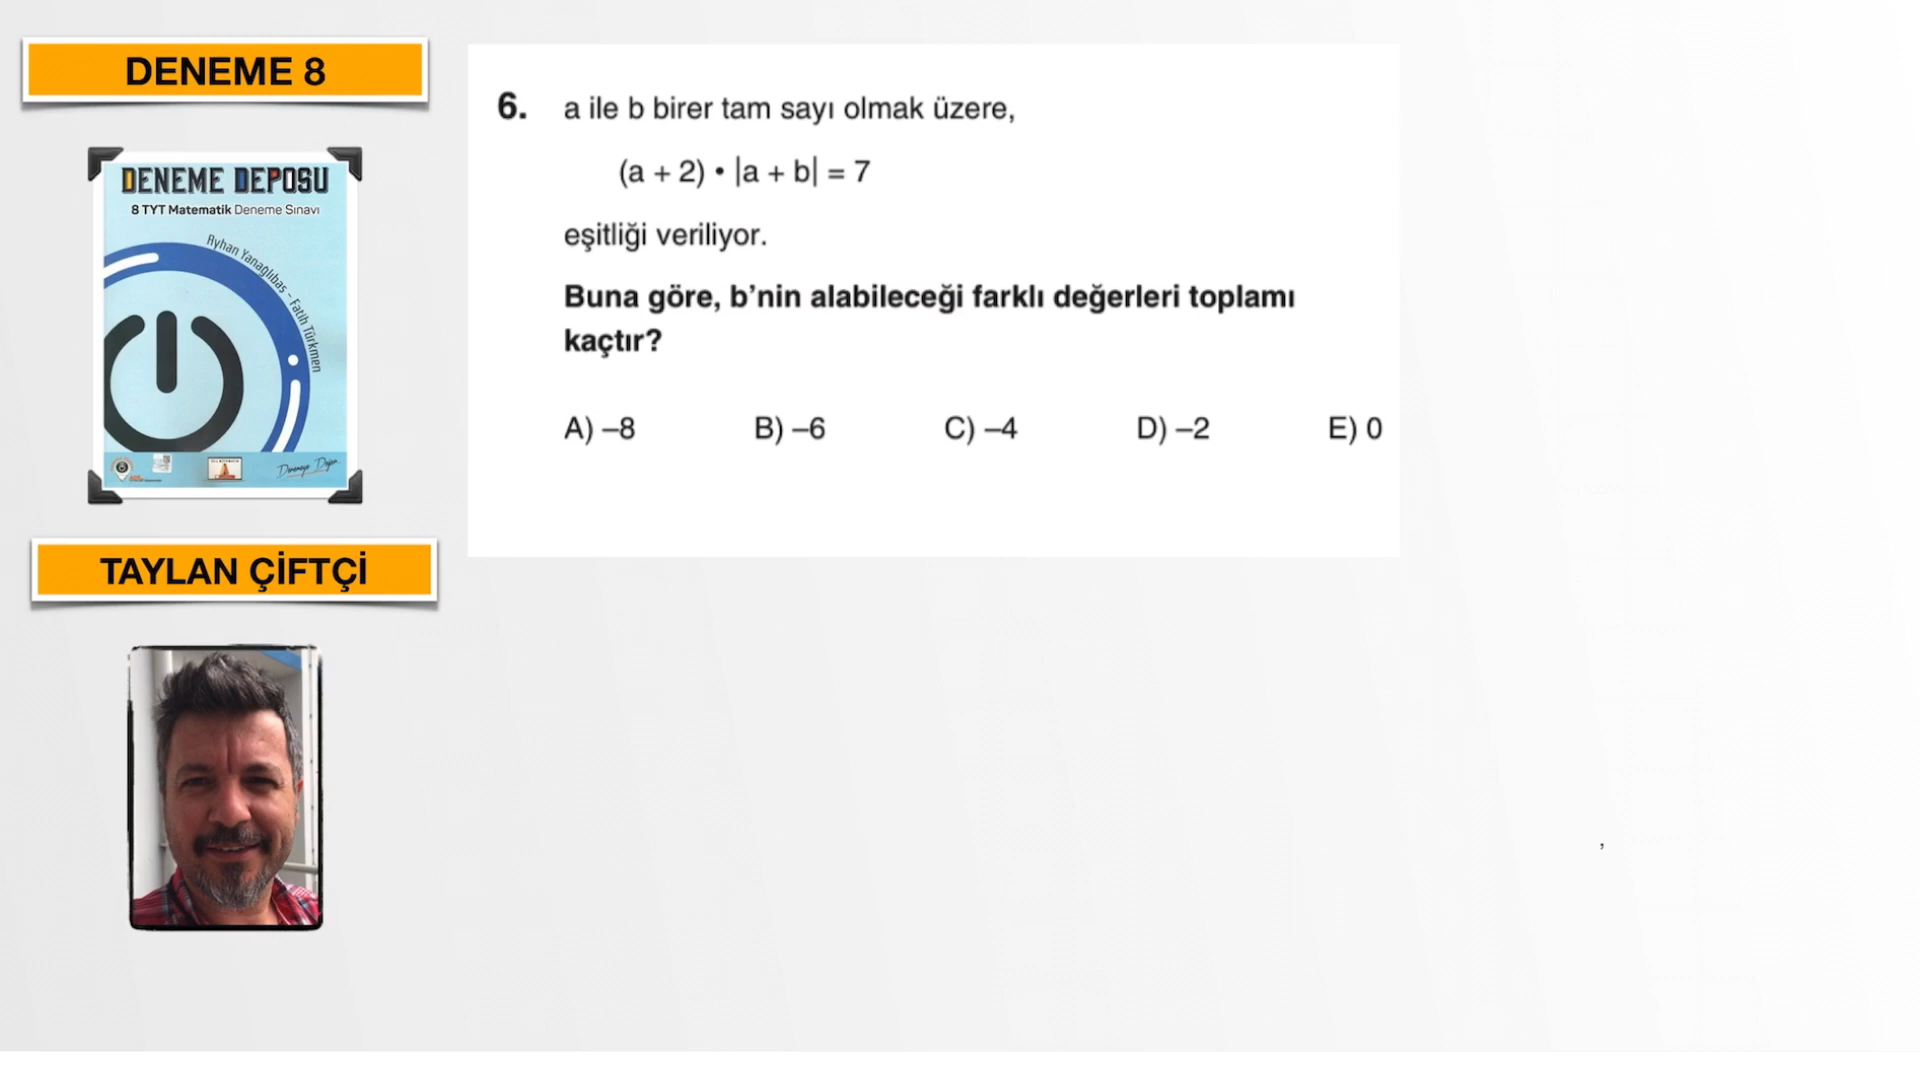 DENEME 8
DENEME DEPOSU
8 TYT Matematik Deneme Sınavı
Ayhan Yanağlıbaş - Fatih Türkmen
Denemeye Değer
TAYLAN ÇİFTÇİ
6. a ile b birer tam sayı olmak üzere,
(a + 2) • |a + b| = 7
eşitliği veriliyor.
Buna göre, b’nin alabileceği farklı değerleri toplamı
kaçtır?
A) –8 B) –6 C) –4 D) –2 E) 0
,